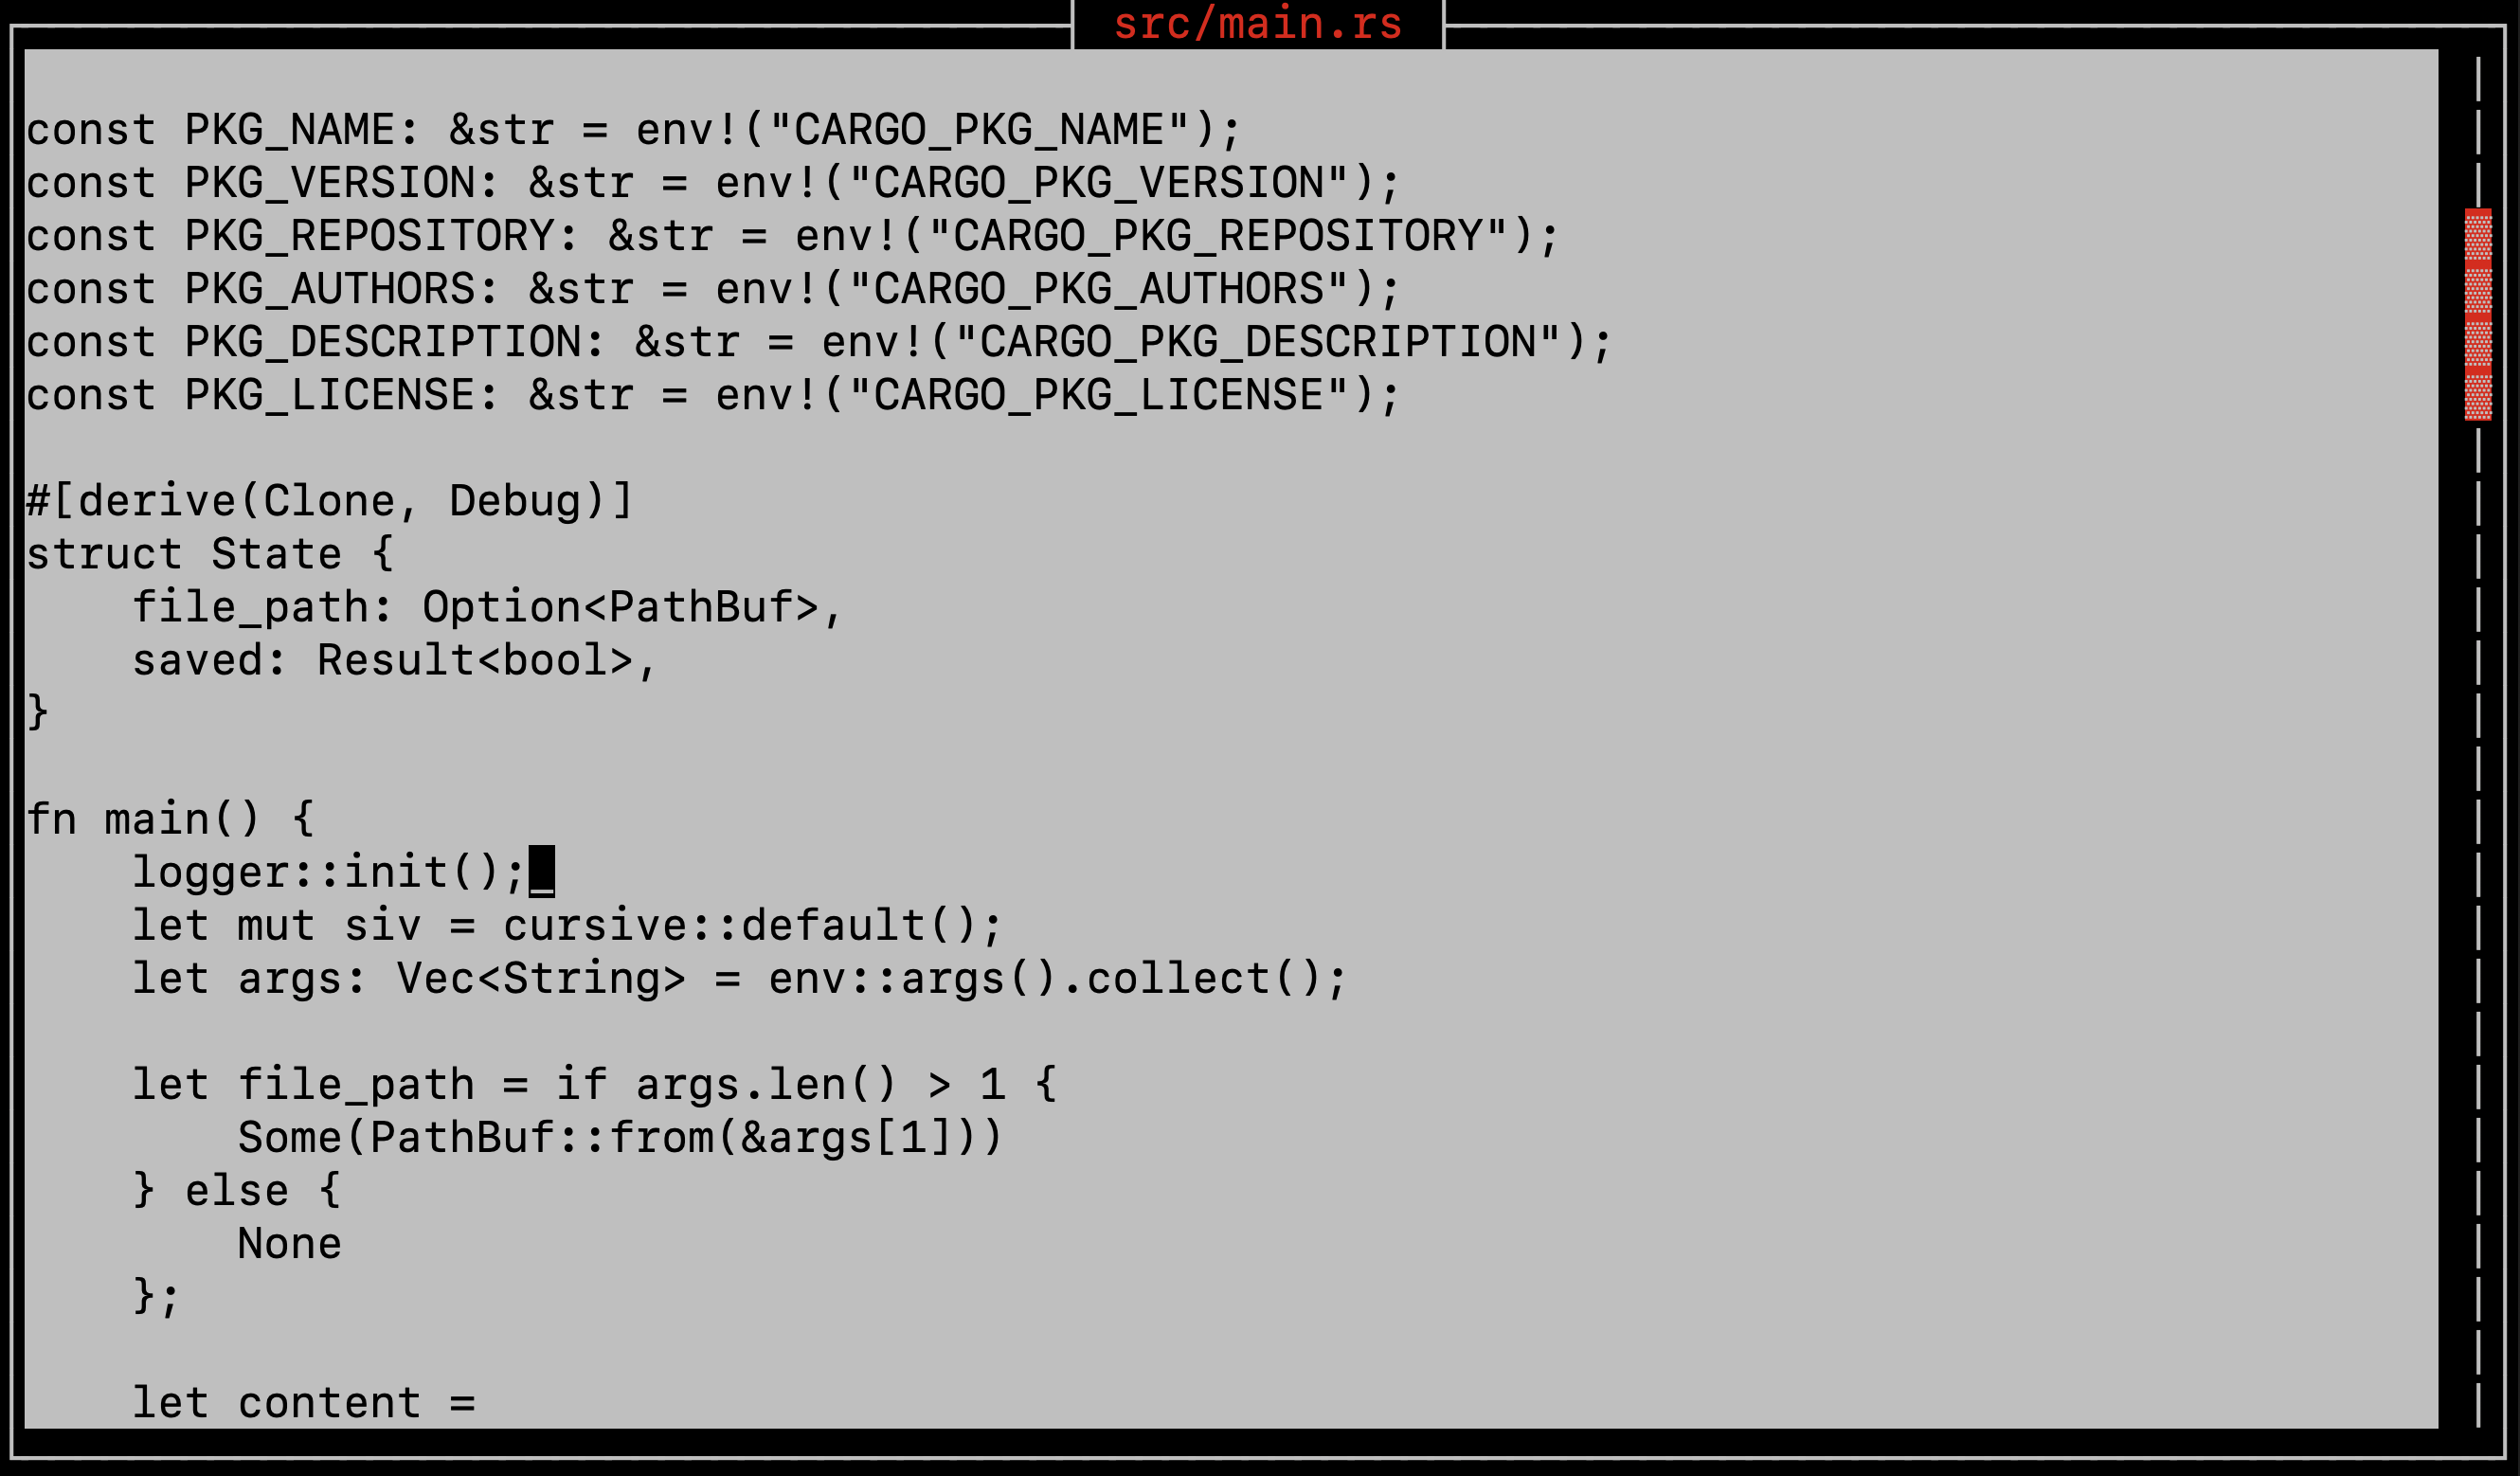 src/main.rs
const PKG_NAME: &str = env!("CARGO_PKG_NAME");
const PKG_VERSION: &str = env!("CARGO_PKG_VERSION");
const PKG_REPOSITORY: &str = env!("CARGO_PKG_REPOSITORY");
const PKG_AUTHORS: &str = env!("CARGO_PKG_AUTHORS");
const PKG_DESCRIPTION: &str = env!("CARGO_PKG_DESCRIPTION");
const PKG_LICENSE: &str = env!("CARGO_PKG_LICENSE");

#[derive(Clone, Debug)]
struct State {
    file_path: Option<PathBuf>,
    saved: Result<bool>,
}

fn main() {
    logger::init();
    let mut siv = cursive::default();
    let args: Vec<String> = env::args().collect();

    let file_path = if args.len() > 1 {
        Some(PathBuf::from(&args[1]))
    } else {
        None
    };

    let content =